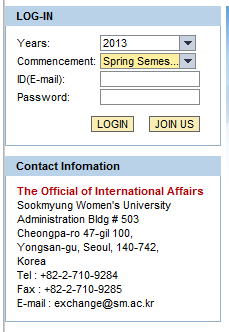 LOG-IN
Years: 2013
Commencement: Spring Semes...
ID(E-mail):
Password:
LOGIN JOIN US
Contact Infomation
The Official of International Affairs
Sookmyung Women's University
Administration Bldg # 503
Cheongpa-ro 47-gil 100,
Yongsan-gu, Seoul, 140-742,
Korea
Tel : +82-2-710-9284
Fax : +82-2-710-9285
E-mail : exchange@sm.ac.kr